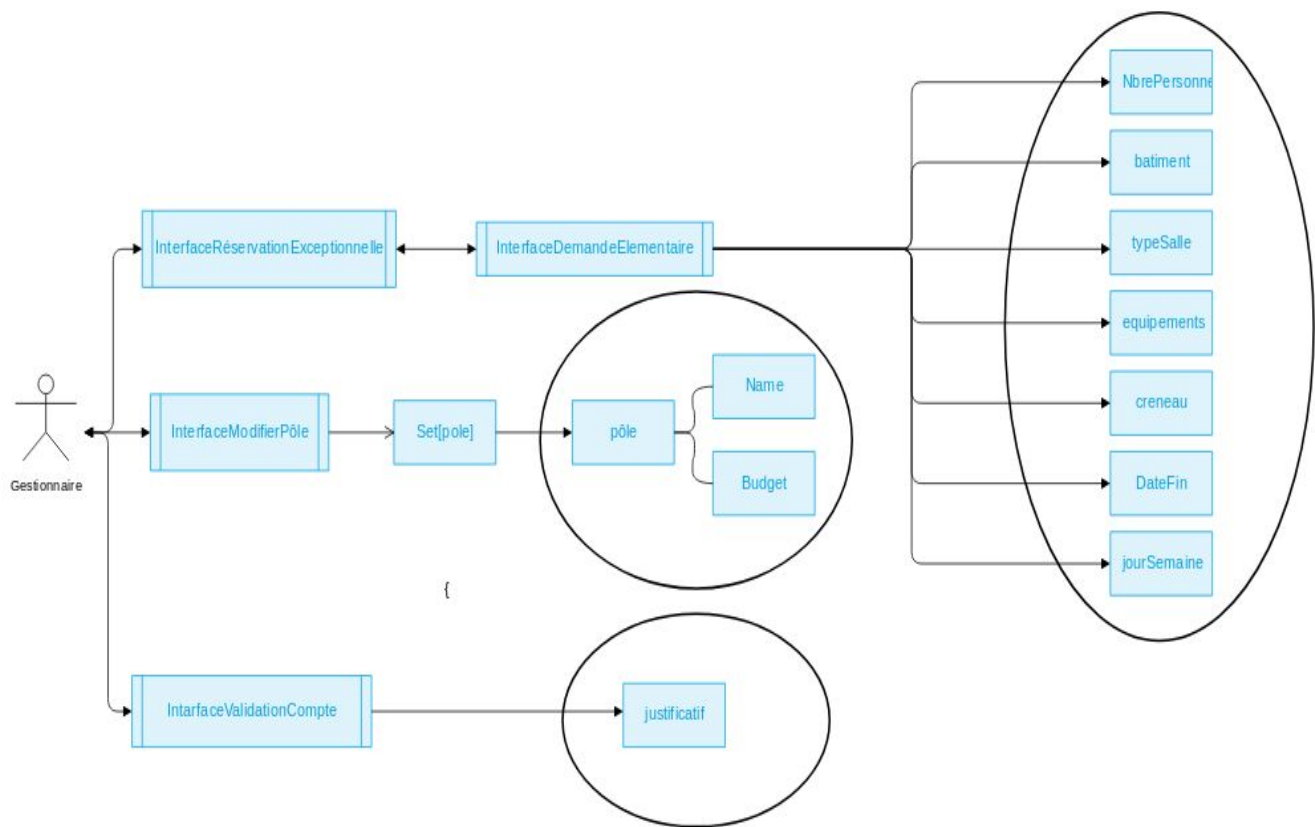 NbrePersonne
batiment
typeSalle
InterfaceRéservationExceptionnelle
InterfaceDemandeElementaire
equipements
Name
creneau
InterfaceModifierPôle
Set[pole]
pôle
Gestionnaire
Budget
DateFin
jourSemaine
{
IntarfaceValidationCompte
justificatif